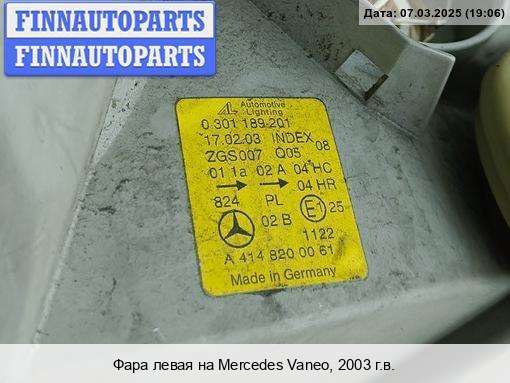 FINNAUTOPARTS
FINNAUTOPARTS
Дата: 07.03.2025 (19:06)
AL Automotive Lighting
0.301 189.201
17.02.03 INDEX 08
ZGS007 Q05
01 1a 02 A 04 HC
→ → 04 HR
824 PL
02 B E1 25
1122
A 414 820 00 61
Made in Germany
Фара левая на Mercedes Vaneo, 2003 г.в.